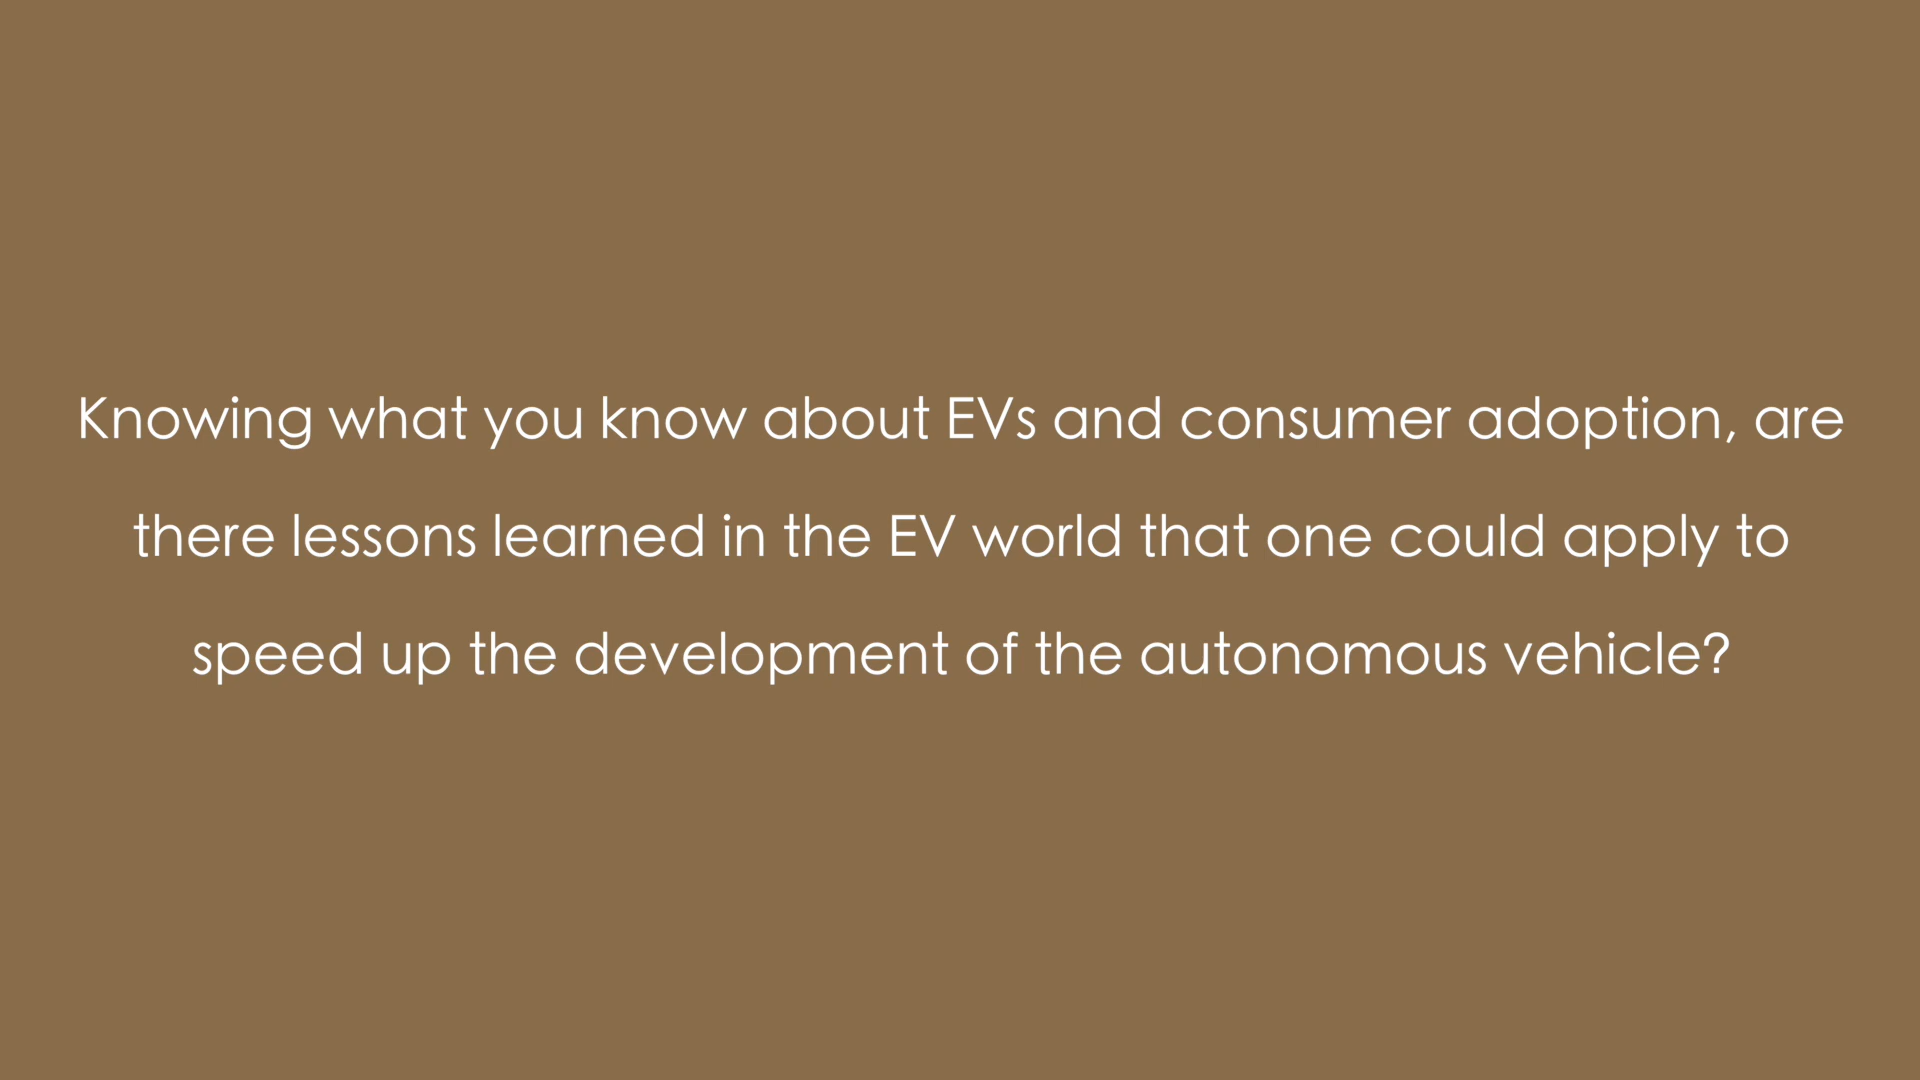 Knowing what you know about EVs and consumer adoption, are
there lessons learned in the EV world that one could apply to
speed up the development of the autonomous vehicle?